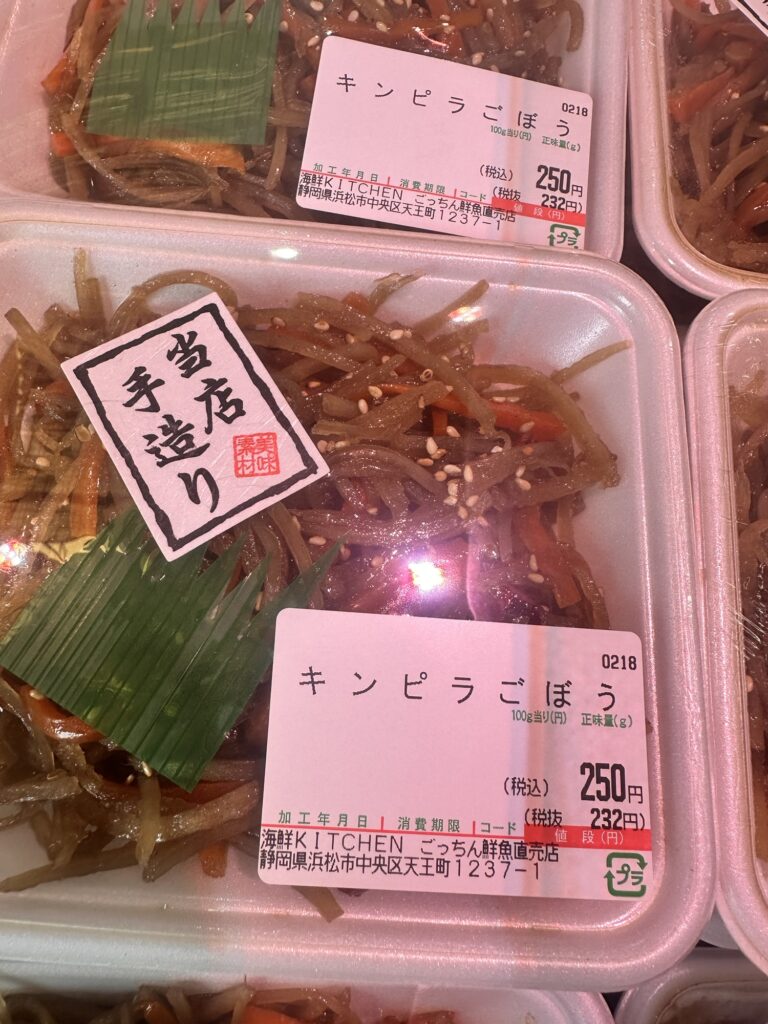 キンピラごぼう
0218
100g当り(円) 正味量(g)
(税込) 250円
加工年月日 消費期限 コード (税抜 232円)
値段(円)
海鮮KITCHEN ごっちん鮮魚直売店
静岡県浜松市中央区天王町1237-1
プラ
当店
手造り
美味
素材
0218
キンピラごぼう
100g当り(円) 正味量(g)
(税込) 250円
加工年月日 消費期限 コード (税抜 232円)
値段(円)
海鮮KITCHEN ごっちん鮮魚直売店
静岡県浜松市中央区天王町1237-1
プラ